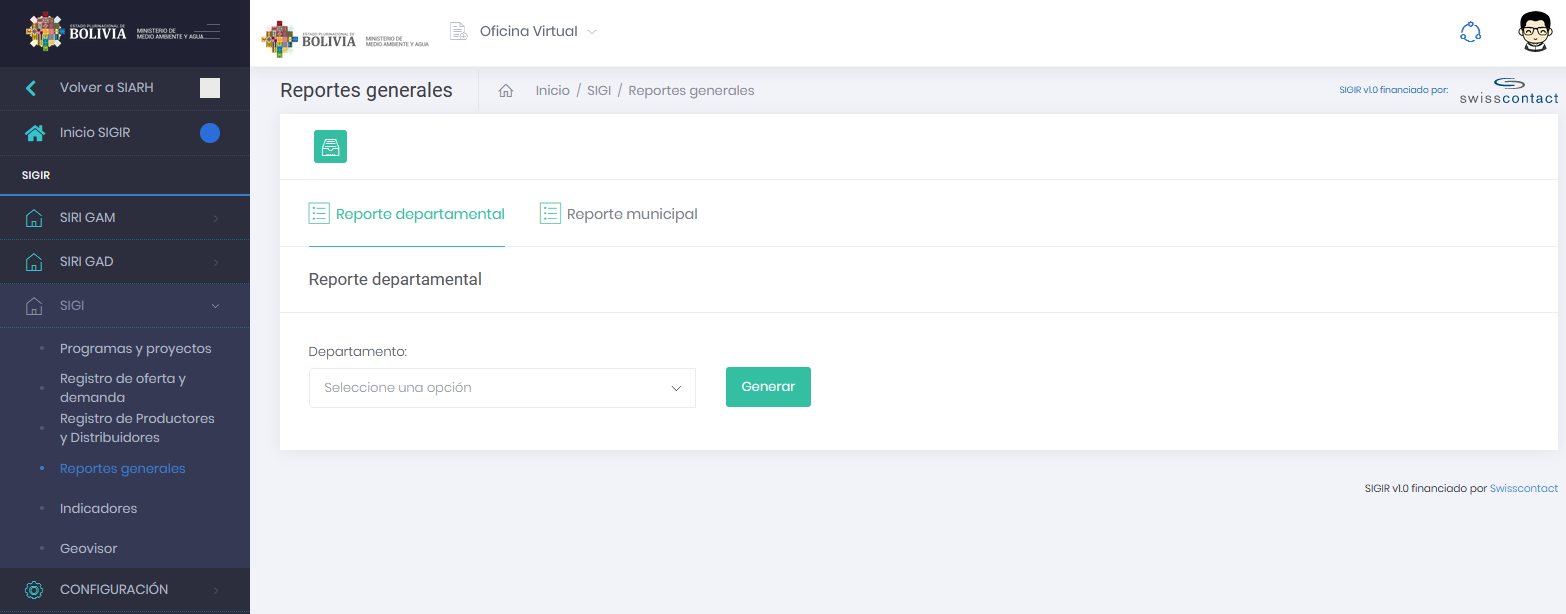 ESTADO PLURINACIONAL DE
BOLIVIA
MINISTERIO DE
MEDIO AMBIENTE Y AGUA
Volver a SIARH
Inicio SIGIR
SIGIR
SIRI GAM
SIRI GAD
SIGI
Programas y proyectos
Registro de oferta y
demanda
Registro de Productores
y Distribuidores
Reportes generales
Indicadores
Geovisor
CONFIGURACIÓN
ESTADO PLURINACIONAL DE
BOLIVIA
MINISTERIO DE
MEDIO AMBIENTE Y AGUA
Oficina Virtual
Reportes generales
Inicio / SIGI / Reportes generales
SIGIR v1.0 financiado por:
swisscontact
Reporte departamental
Reporte municipal
Reporte departamental
Departamento:
Seleccione una opción
Generar
SIGIR v1.0 financiado por Swisscontact